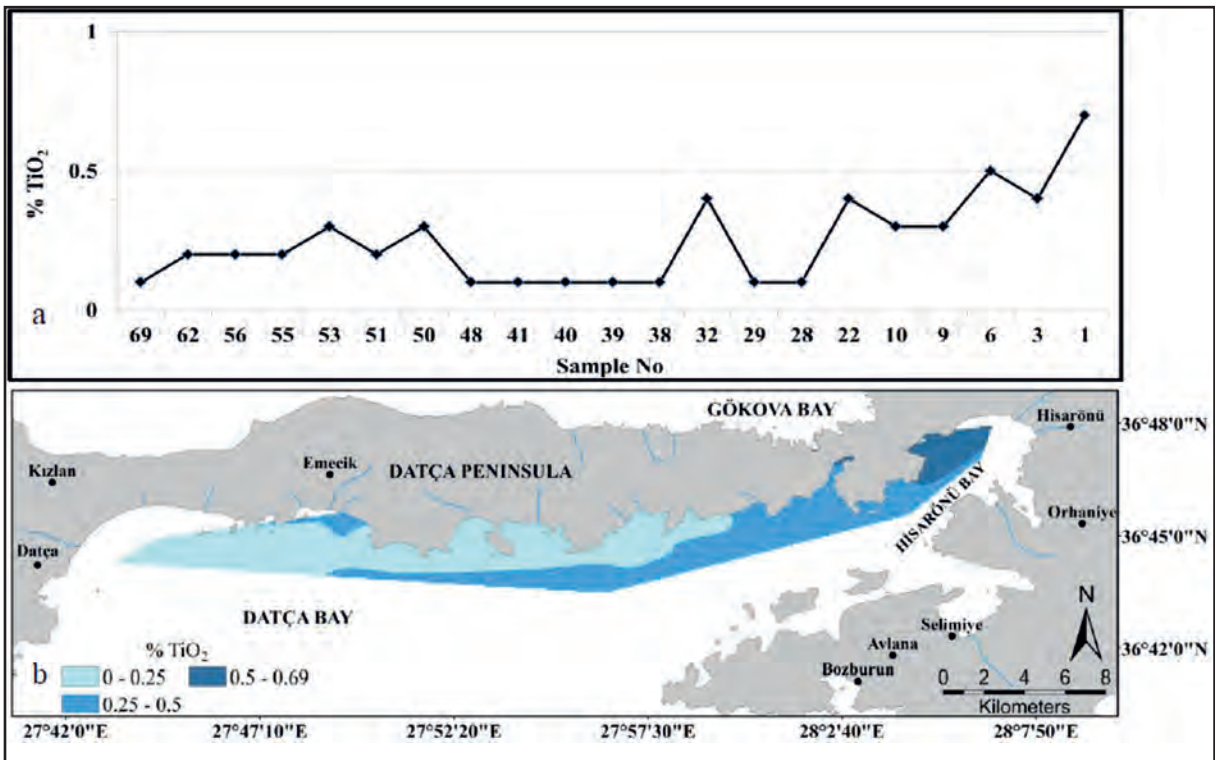 1
0.5
0
% TiO₂
a
69 62 56 55 53 51 50 48 41 40 39 38 32 29 28 22 10 9 6 3 1
Sample No
GÖKOVA BAY
Hisarönü
36°48'0"N
Kızlan
Emecik
DATÇA PENINSULA
HİSARÖNÜ BAY
Orhaniye
36°45'0"N
Datça
DATÇA BAY
N
Selimiye
Avlana
36°42'0"N
Bozburun
% TiO₂
b
0 - 0.25
0.5 - 0.69
0.25 - 0.5
0 2 4 6 8
Kilometers
27°42'0"E 27°47'10"E 27°52'20"E 27°57'30"E 28°2'40"E 28°7'50"E